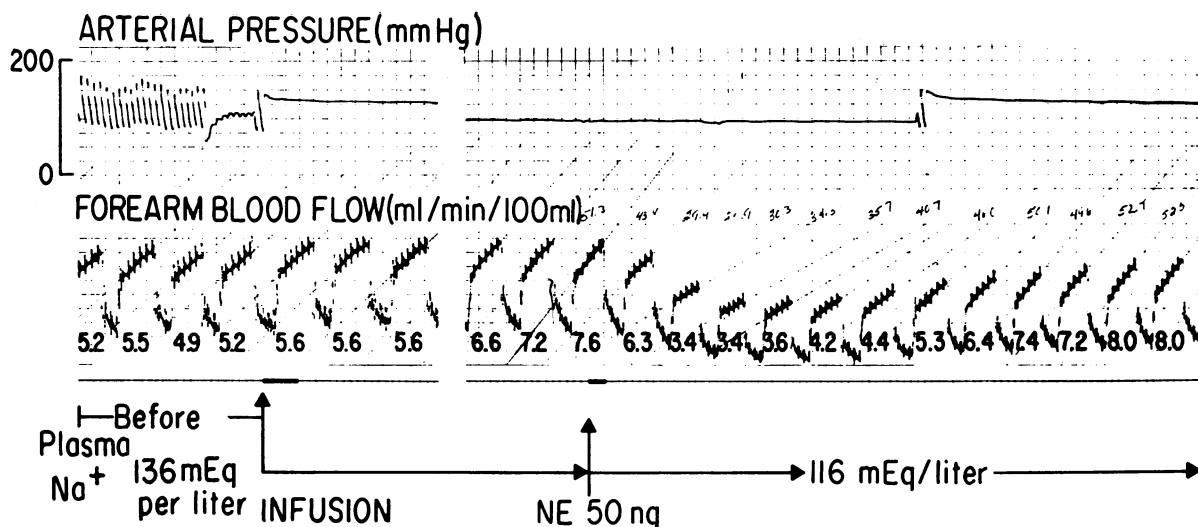 ARTERIAL PRESSURE(mm Hg)
200
0
FOREARM BLOOD FLOW(ml/min/100ml)
5.2 5.5 4.9 5.2 5.6 5.6 5.6 6.6 7.2 7.6 6.3 3.4 3.4 3.6 4.2 4.4 5.3 6.4 7.4 7.2 8.0 8.0
Before
Plasma
Na+ 136mEq
per liter
INFUSION
NE 50 ng
116 mEq/liter